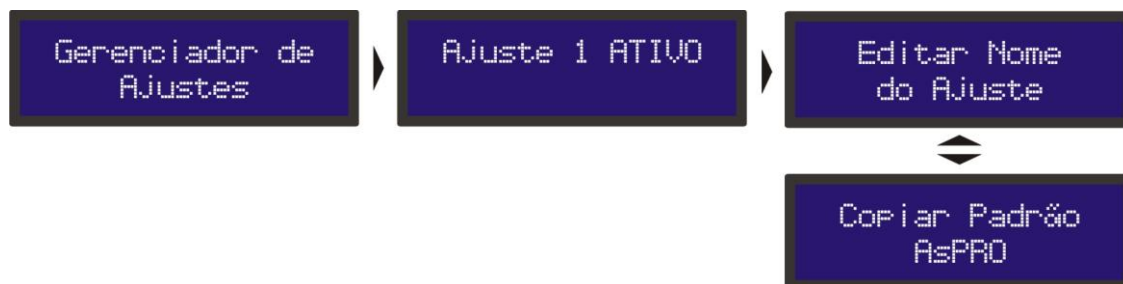 Gerenciador de
Ajustes
Ajuste 1 ATIVO
Editar Nome
do Ajuste
Copiar Padrão
AsPRO